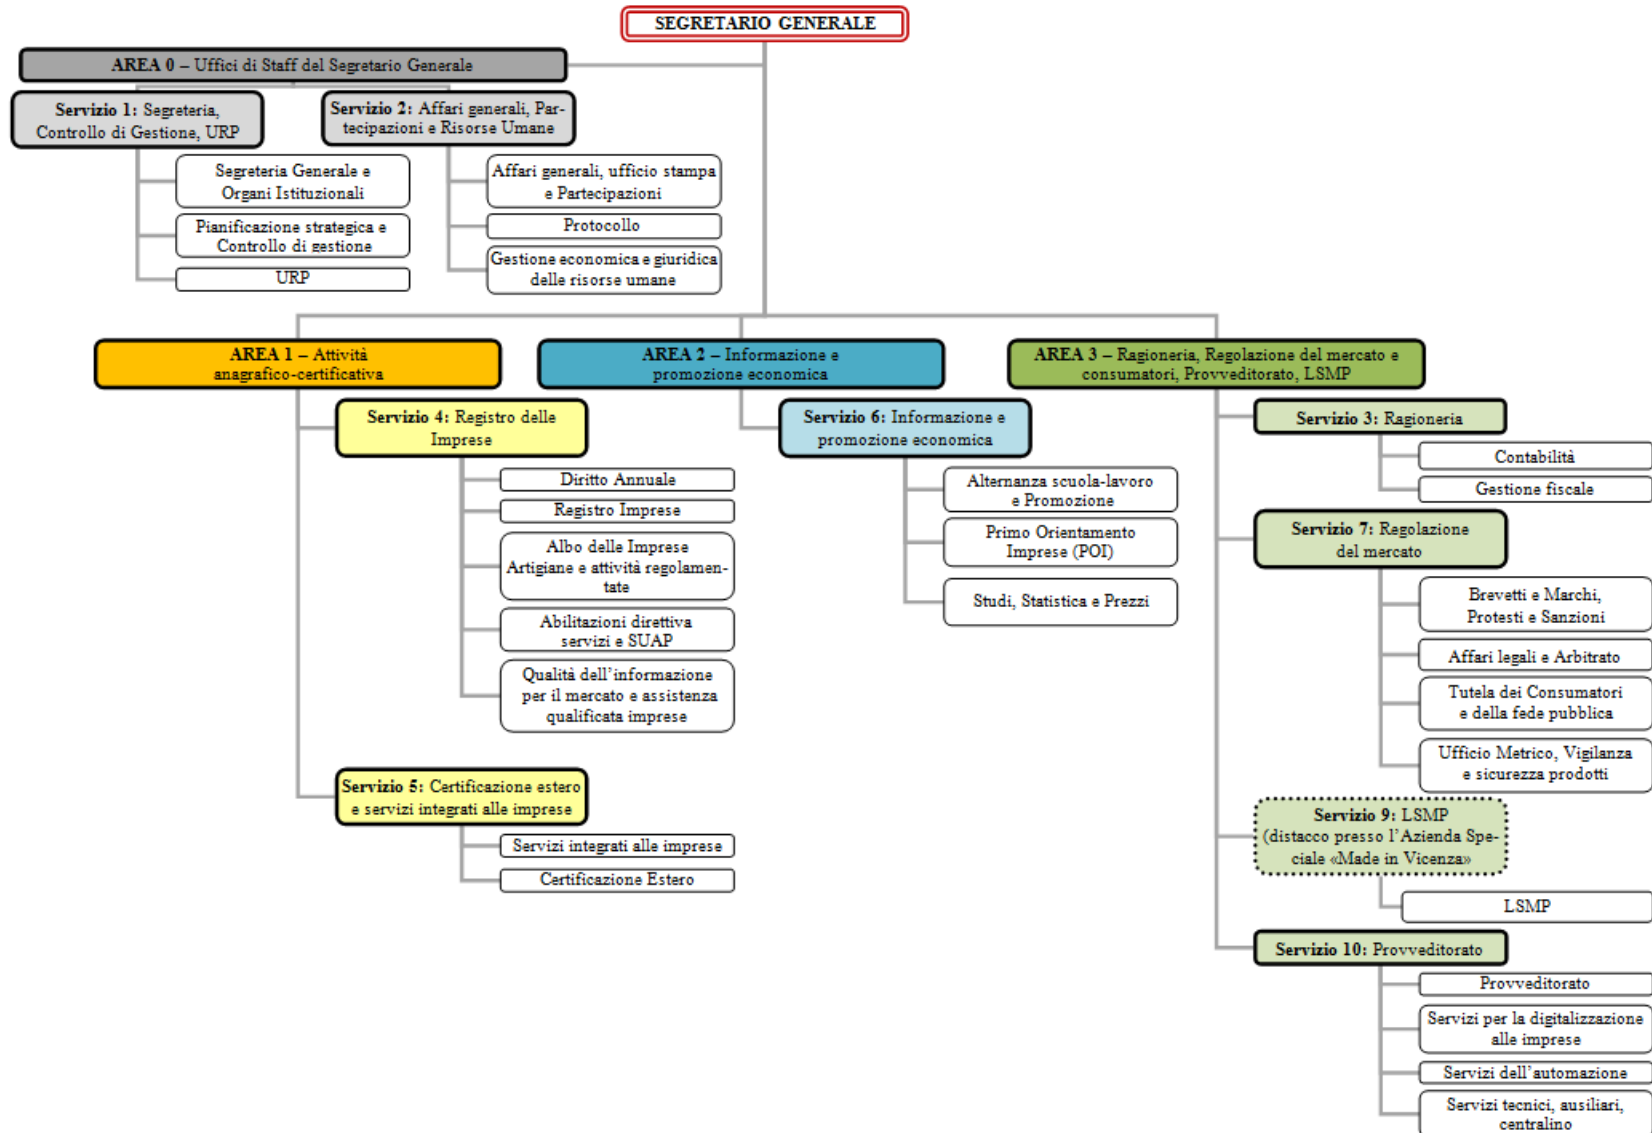 SEGRETARIO GENERALE
AREA 0 – Uffici di Staff del Segretario Generale
Servizio 1: Segreteria,
Controllo di Gestione, URP
Segreteria Generale e
Organi Istituzionali
Pianificazione strategica e
Controllo di gestione
URP
Servizio 2: Affari generali, Par-
tecipazioni e Risorse Umane
Affari generali, ufficio stampa
e Partecipazioni
Protocollo
Gestione economica e giuridica
delle risorse umane
AREA 1 – Attività
anagrafico-certificativa
Servizio 4: Registro delle
Imprese
Diritto Annuale
Registro Imprese
Albo delle Imprese
Artigiane e attività regolamen-
tate
Abilitazioni direttiva
servizi e SUAP
Qualità dell’informazione
per il mercato e assistenza
qualificata imprese
Servizio 5: Certificazione estero
e servizi integrati alle imprese
Servizi integrati alle imprese
Certificazione Estero
AREA 2 – Informazione e
promozione economica
Servizio 6: Informazione e
promozione economica
Alternanza scuola-lavoro
e Promozione
Primo Orientamento
Imprese (POI)
Studi, Statistica e Prezzi
AREA 3 – Ragioneria, Regolazione del mercato e
consumatori, Provveditorato, LSMP
Servizio 3: Ragioneria
Contabilità
Gestione fiscale
Servizio 7: Regolazione
del mercato
Brevetti e Marchi,
Protesti e Sanzioni
Affari legali e Arbitrato
Tutela dei Consumatori
e della fede pubblica
Ufficio Metrico, Vigilanza
e sicurezza prodotti
Servizio 9: LSMP
(distacco presso l’Azienda Spe-
ciale «Made in Vicenza»
LSMP
Servizio 10: Provveditorato
Provveditorato
Servizi per la digitalizzazione
alle imprese
Servizi dell’automazione
Servizi tecnici, ausiliari,
centralino